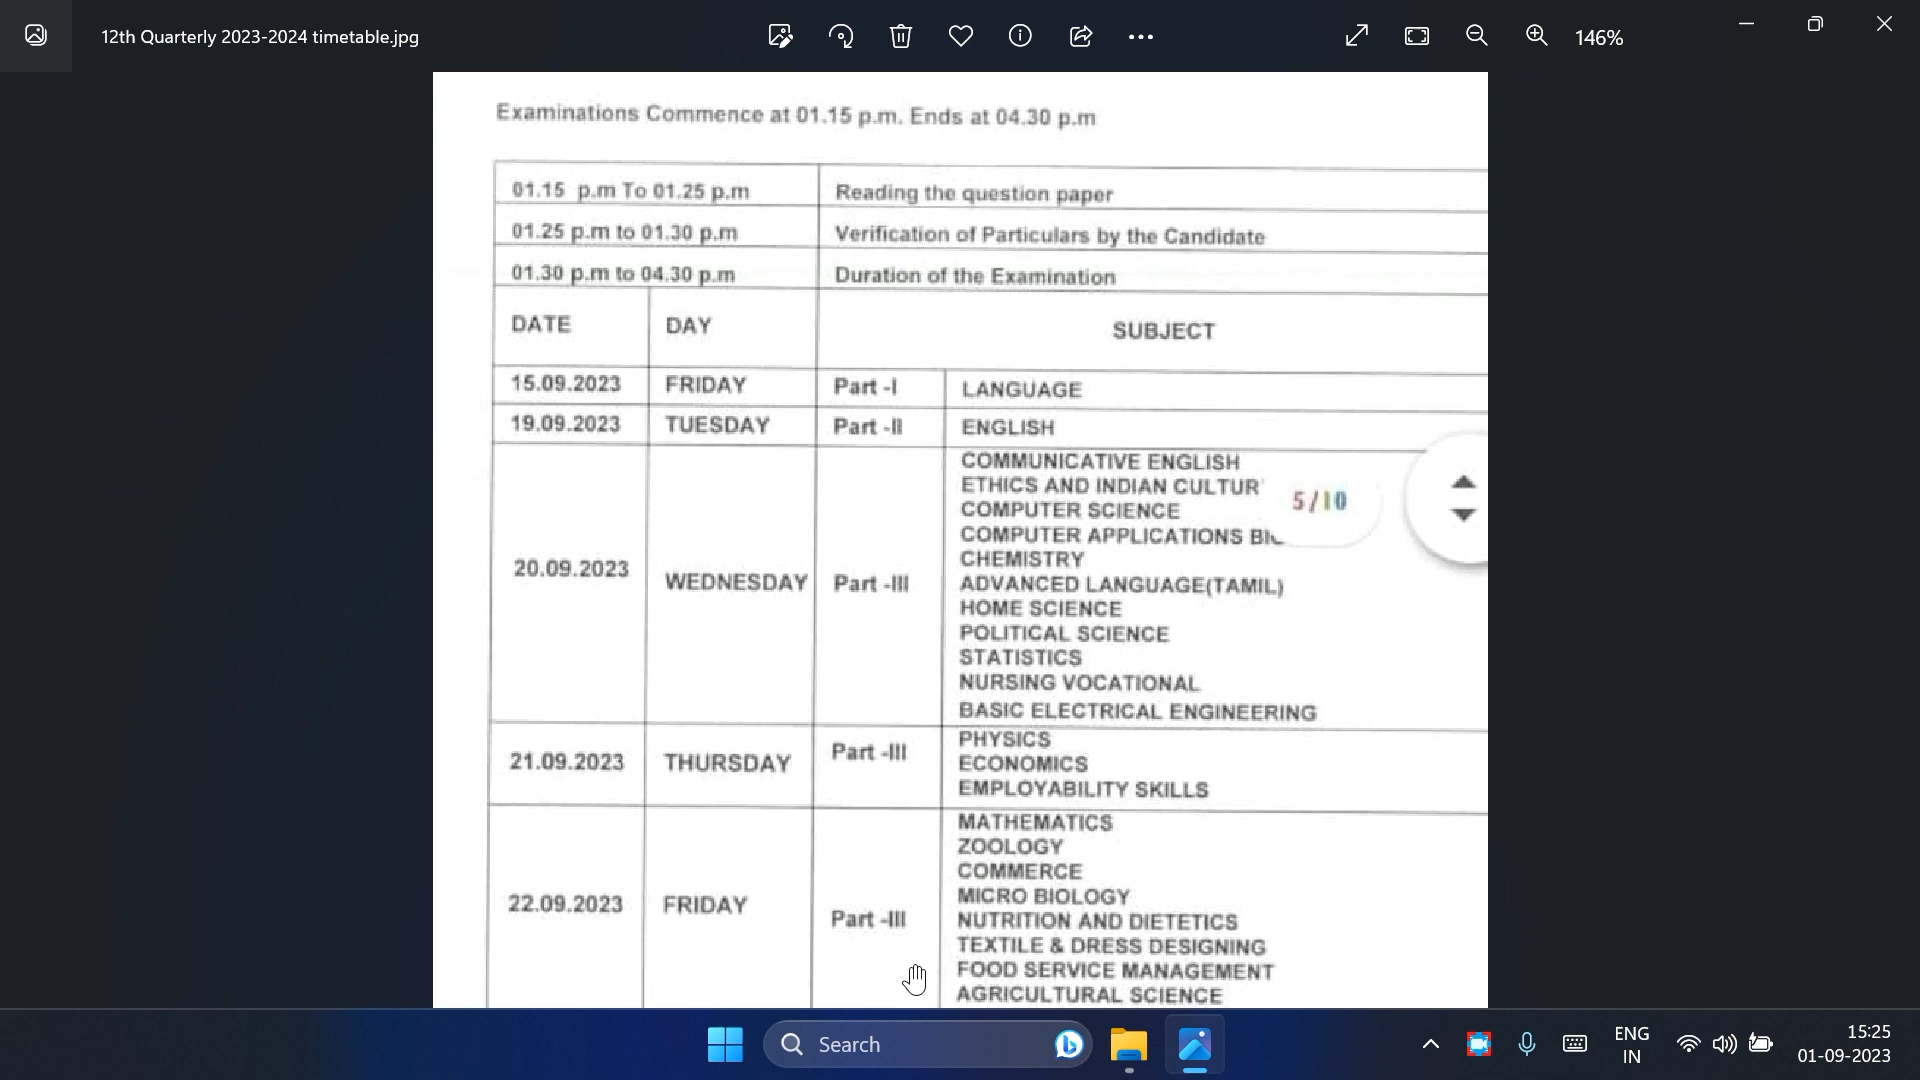 12th Quarterly 2023-2024 timetable.jpg
146%
Examinations Commence at 01.15 p.m. Ends at 04.30 p.m
01.15 p.m To 01.25 p.m Reading the question paper
01.25 p.m to 01.30 p.m Verification of Particulars by the Candidate
01.30 p.m to 04.30 p.m Duration of the Examination
DATE DAY SUBJECT
15.09.2023 FRIDAY Part -I LANGUAGE
19.09.2023 TUESDAY Part -II ENGLISH
20.09.2023 WEDNESDAY Part -III
COMMUNICATIVE ENGLISH
ETHICS AND INDIAN CULTUR
COMPUTER SCIENCE
COMPUTER APPLICATIONS
CHEMISTRY
ADVANCED LANGUAGE(TAMIL)
HOME SCIENCE
POLITICAL SCIENCE
STATISTICS
NURSING VOCATIONAL
BASIC ELECTRICAL ENGINEERING
5/10
21.09.2023 THURSDAY Part -III
PHYSICS
ECONOMICS
EMPLOYABILITY SKILLS
22.09.2023 FRIDAY Part -III
MATHEMATICS
ZOOLOGY
COMMERCE
MICRO BIOLOGY
NUTRITION AND DIETETICS
TEXTILE & DRESS DESIGNING
FOOD SERVICE MANAGEMENT
AGRICULTURAL SCIENCE
Search
ENG
IN
15:25
01-09-2023